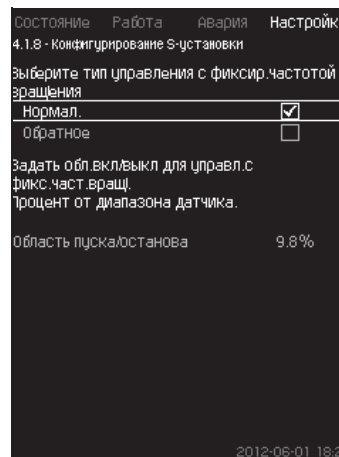 Состояние Работа Авария Настройк
4.1.8 - Конфигурирование S-установки
Выберите тип управления с фиксир.частотой
вращения
Нормал.
Обратное
Задать обл.вкл/выкл для управл.с
фикс.част.вращ.
Процент от диапазона датчика.
Область пуска/останова 9.8%
2012-06-01 18:2